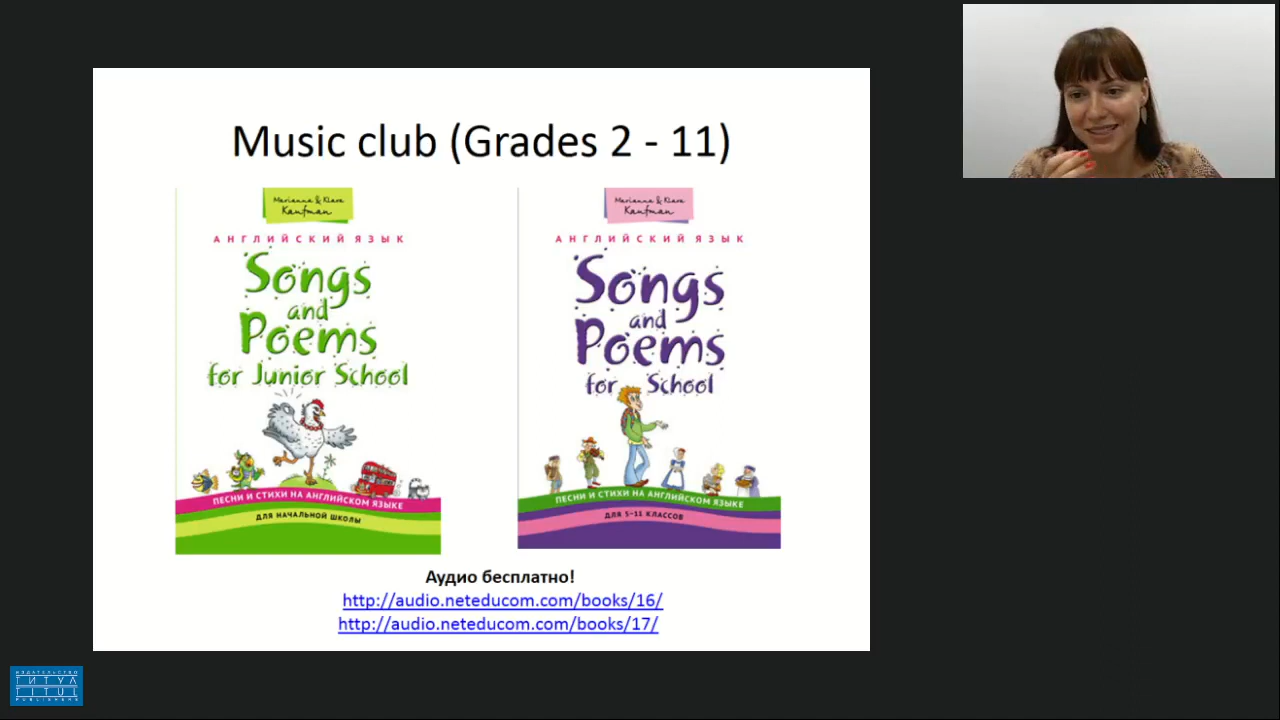 Music club (Grades 2 - 11)
Marianna & Klara
Kaufman
АНГЛИЙСКИЙ ЯЗЫК
Songs
and
Poems
for Junior School
ПЕСНИ И СТИХИ НА АНГЛИЙСКОМ ЯЗЫКЕ
ДЛЯ НАЧАЛЬНОЙ ШКОЛЫ
Marianna & Klara
Kaufman
АНГЛИЙСКИЙ ЯЗЫК
Songs
and
Poems
for School
ПЕСНИ И СТИХИ НА АНГЛИЙСКОМ ЯЗЫКЕ
ДЛЯ 5-11 КЛАССОВ
Аудио бесплатно!
http://audio.neteducom.com/books/16/
http://audio.neteducom.com/books/17/
ИЗДАТЕЛЬСТВО
ТИТУЛ
TITUL
PUBLISHERS